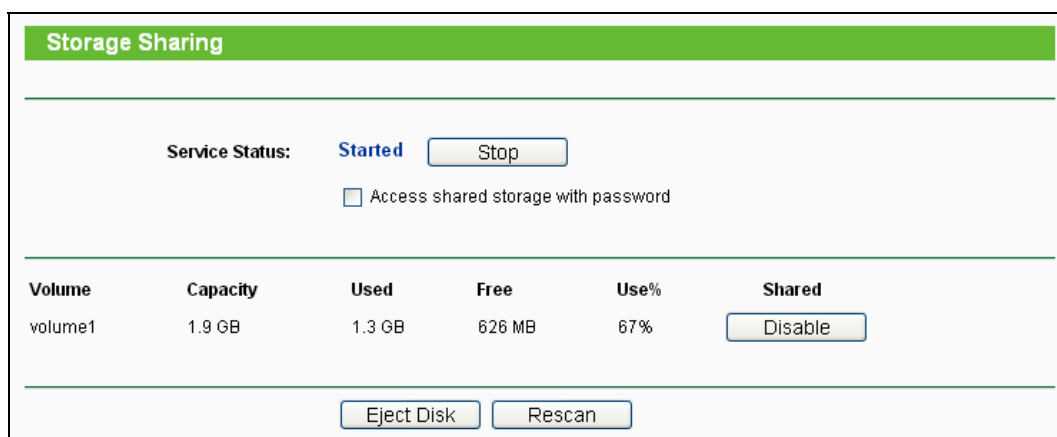 Storage Sharing
Service Status: Started Stop
Access shared storage with password
Volume Capacity Used Free Use% Shared
volume1 1.9 GB 1.3 GB 626 MB 67% Disable
Eject Disk Rescan